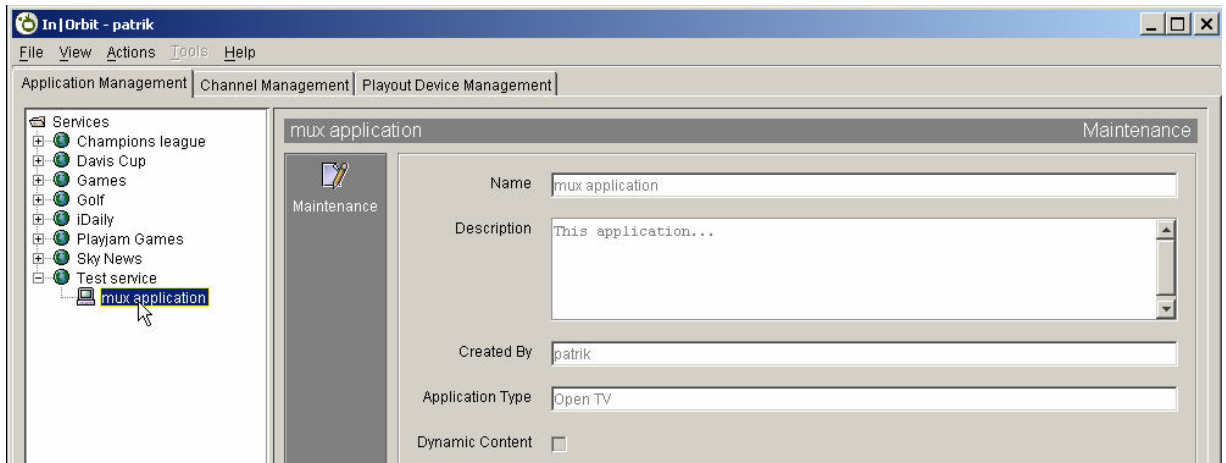 In|Orbit - patrik
File View Actions Tools Help
Application Management Channel Management Playout Device Management
Services
Champions league
Davis Cup
Games
Golf
iDaily
Playjam Games
Sky News
Test service
mux application
mux application Maintenance
Maintenance
Name mux application
Description This application...
Created By patrik
Application Type Open TV
Dynamic Content